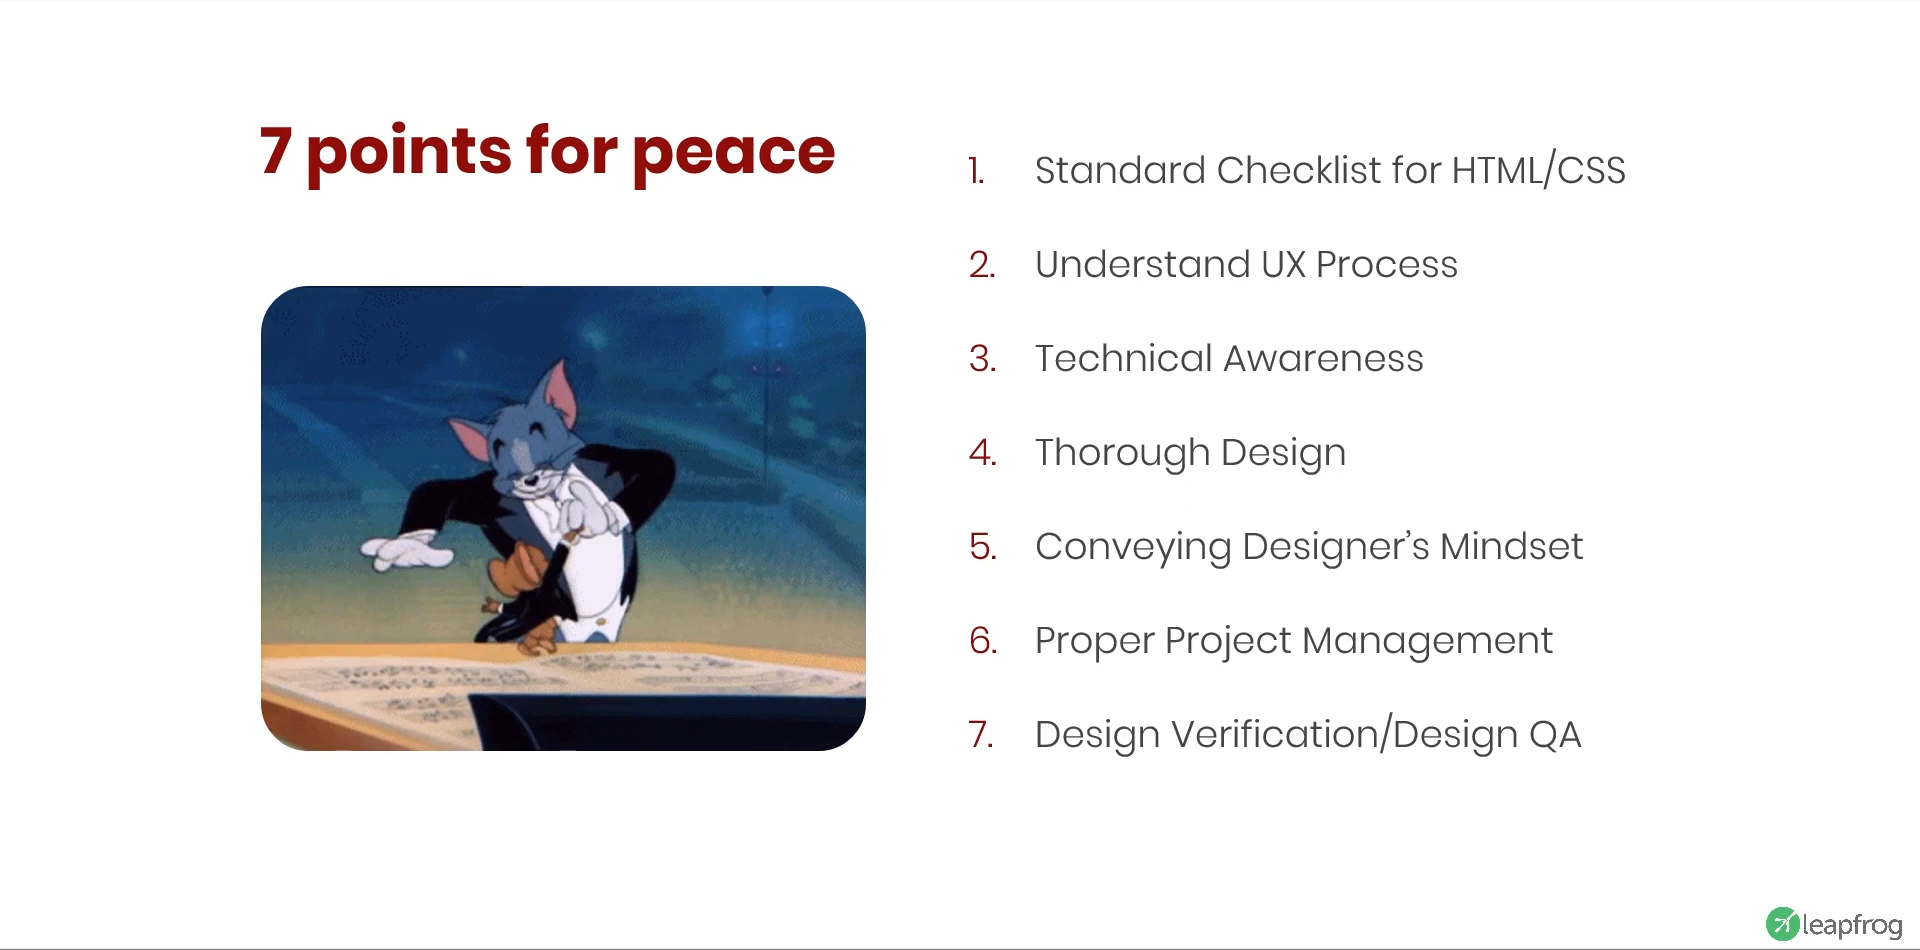 7 points for peace
1. Standard Checklist for HTML/CSS
2. Understand UX Process
3. Technical Awareness
4. Thorough Design
5. Conveying Designer’s Mindset
6. Proper Project Management
7. Design Verification/Design QA
leapfrog